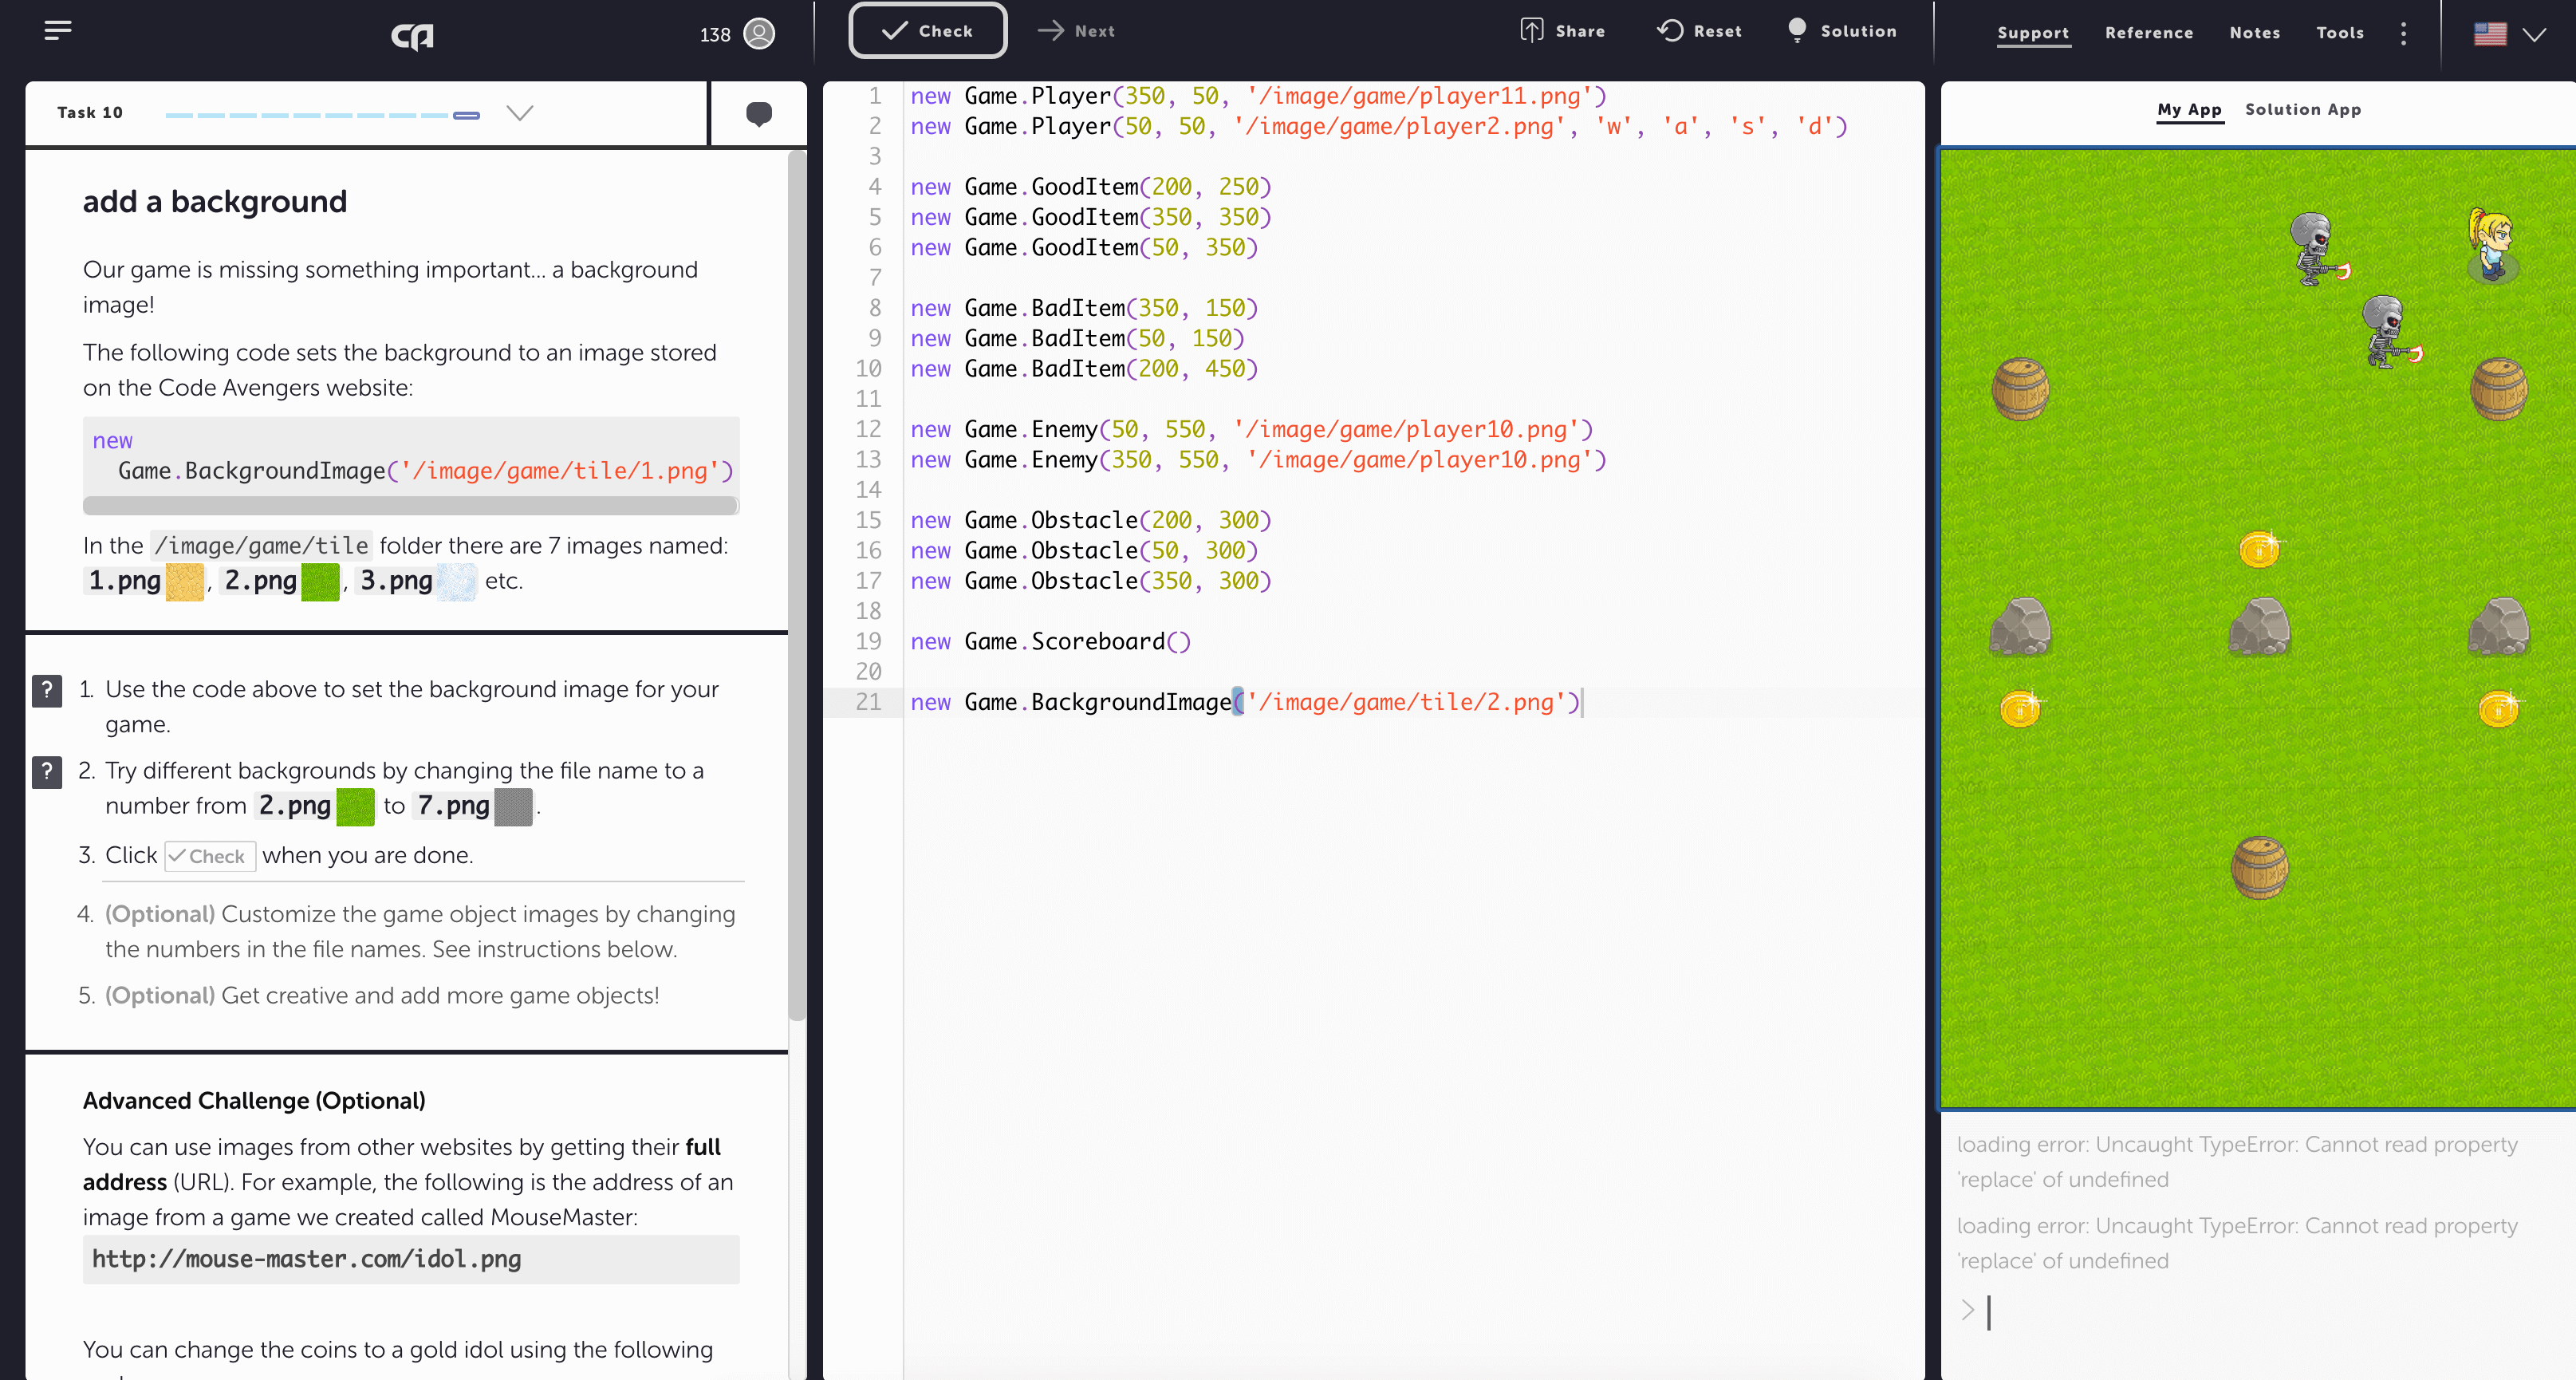 138
Check
Next
Share
Reset
Solution
Support
Reference
Notes
Tools
Task 10
add a background
Our game is missing something important... a background
image!
The following code sets the background to an image stored
on the Code Avengers website:
new
Game.BackgroundImage('/image/game/tile/1.png')
In the /image/game/tile folder there are 7 images named:
1.png , 2.png , 3.png etc.
? 1. Use the code above to set the background image for your
game.
? 2. Try different backgrounds by changing the file name to a
number from 2.png to 7.png .
3. Click Check when you are done.
4. (Optional) Customize the game object images by changing
the numbers in the file names. See instructions below.
5. (Optional) Get creative and add more game objects!
Advanced Challenge (Optional)
You can use images from other websites by getting their full
address (URL). For example, the following is the address of an
image from a game we created called MouseMaster:
http://mouse-master.com/idol.png
You can change the coins to a gold idol using the following
1 new Game.Player(350, 50, '/image/game/player11.png')
2 new Game.Player(50, 50, '/image/game/player2.png', 'w', 'a', 's', 'd')
3
4 new Game.GoodItem(200, 250)
5 new Game.GoodItem(350, 350)
6 new Game.GoodItem(50, 350)
7
8 new Game.BadItem(350, 150)
9 new Game.BadItem(50, 150)
10 new Game.BadItem(200, 450)
11
12 new Game.Enemy(50, 550, '/image/game/player10.png')
13 new Game.Enemy(350, 550, '/image/game/player10.png')
14
15 new Game.Obstacle(200, 300)
16 new Game.Obstacle(50, 300)
17 new Game.Obstacle(350, 300)
18
19 new Game.Scoreboard()
20
21 new Game.BackgroundImage('/image/game/tile/2.png')
My App
Solution App
loading error: Uncaught TypeError: Cannot read property
'replace' of undefined
loading error: Uncaught TypeError: Cannot read property
'replace' of undefined
>